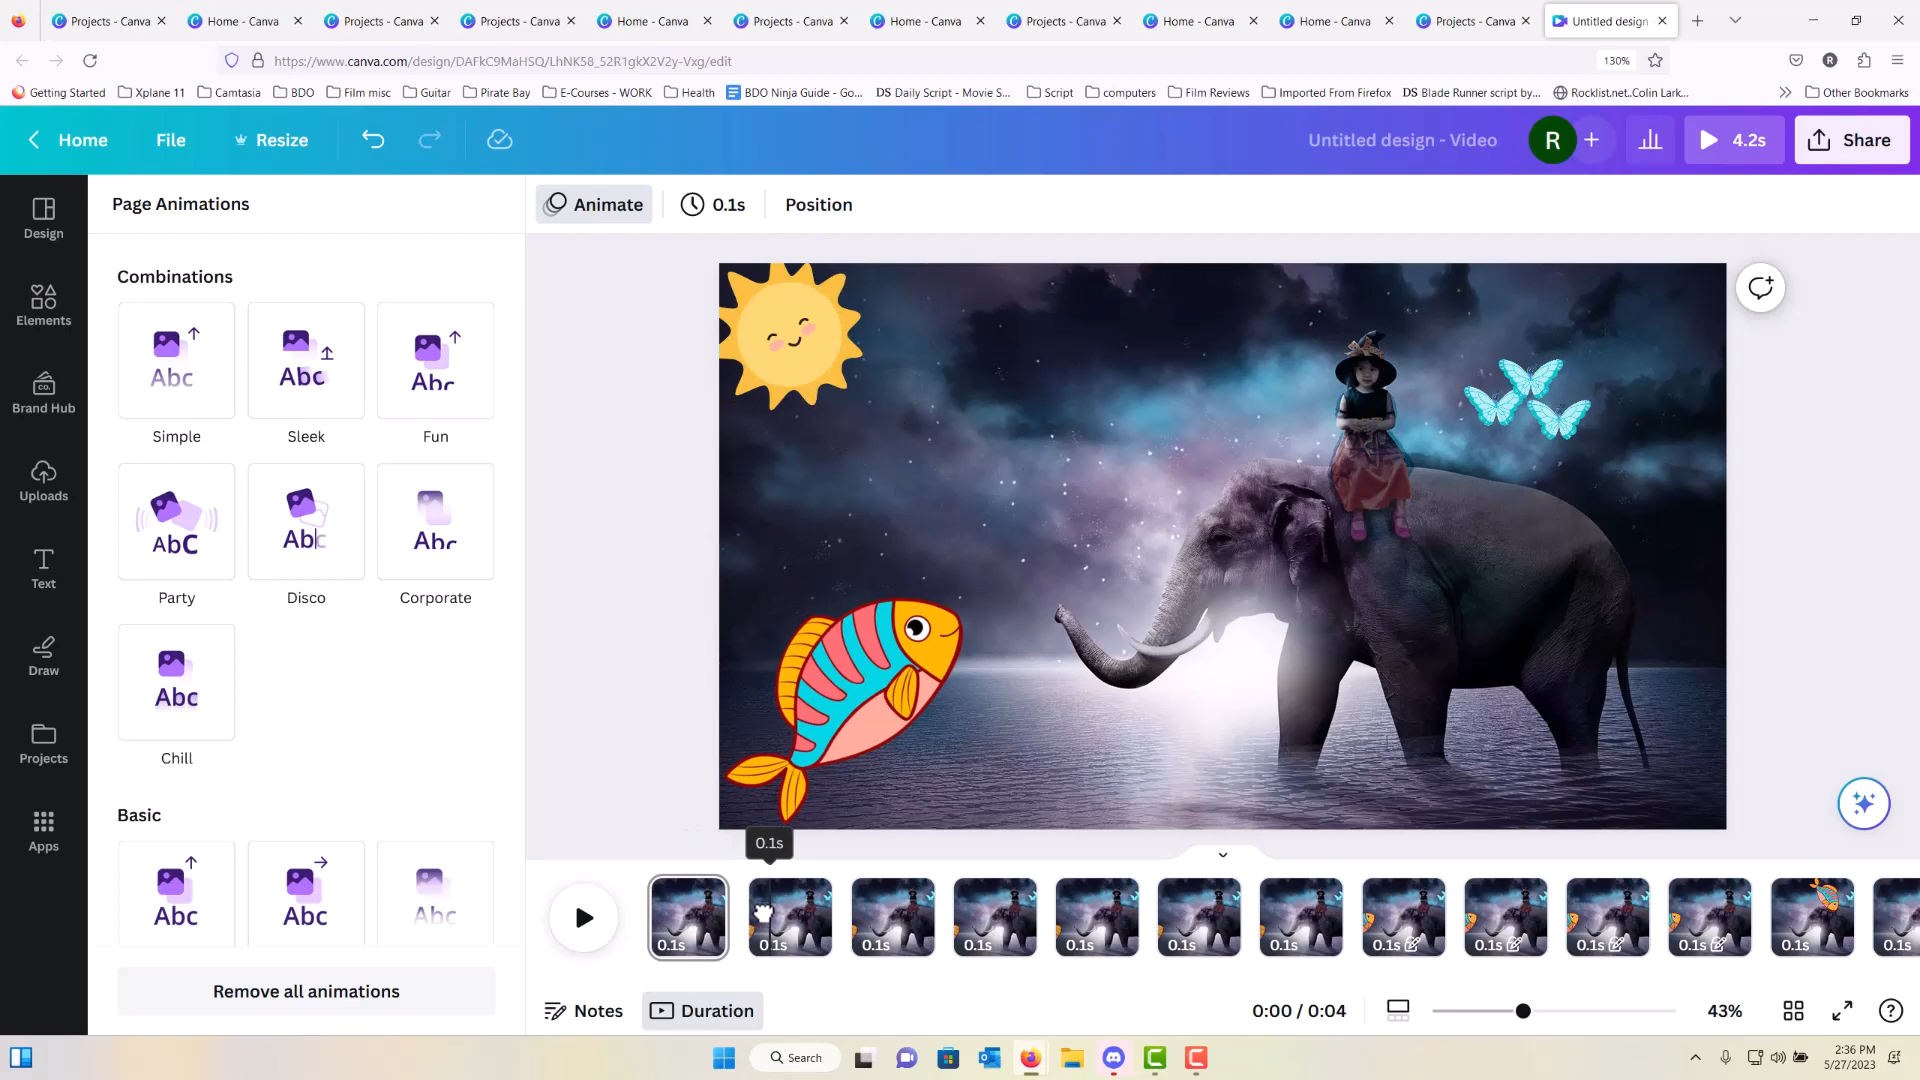 Projects - Canva
Home - Canva
Projects - Canva
Projects - Canva
Home - Canva
Projects - Canva
Home - Canva
Projects - Canva
Home - Canva
Home - Canva
Projects - Canva
Untitled design -
https://www.canva.com/design/DAFkC9MaHSQ/LhNK58_52R1gkX2V2y-Vxg/edit
130%
R
Getting Started
Xplane 11
Camtasia
BDO
Film misc
Guitar
Pirate Bay
E-Courses - WORK
Health
BDO Ninja Guide - Go...
DS Daily Script - Movie S...
Script
computers
Film Reviews
Imported From Firefox
DS Blade Runner script by...
Rocklist.net..Colin Lark...
Other Bookmarks
Home
File
Resize
Untitled design - Video
R
4.2s
Share
Design
Elements
CO.
Brand Hub
Uploads
Text
Draw
Projects
Apps
Page Animations
Animate
0.1s
Position
Combinations
Abc
Abc
Abc
Simple
Sleek
Fun
AbC
Abc
Abc
Party
Disco
Corporate
Abc
Chill
Basic
Abc
Abc
Abc
Remove all animations
0.1s
0.1s
0.1s
0.1s
0.1s
0.1s
0.1s
0.1s
0.1s
0.1s
0.1s
0.1s
0.1s
0.1s
Notes
Duration
0:00 / 0:04
43%
Search
2:36 PM
5/27/2023